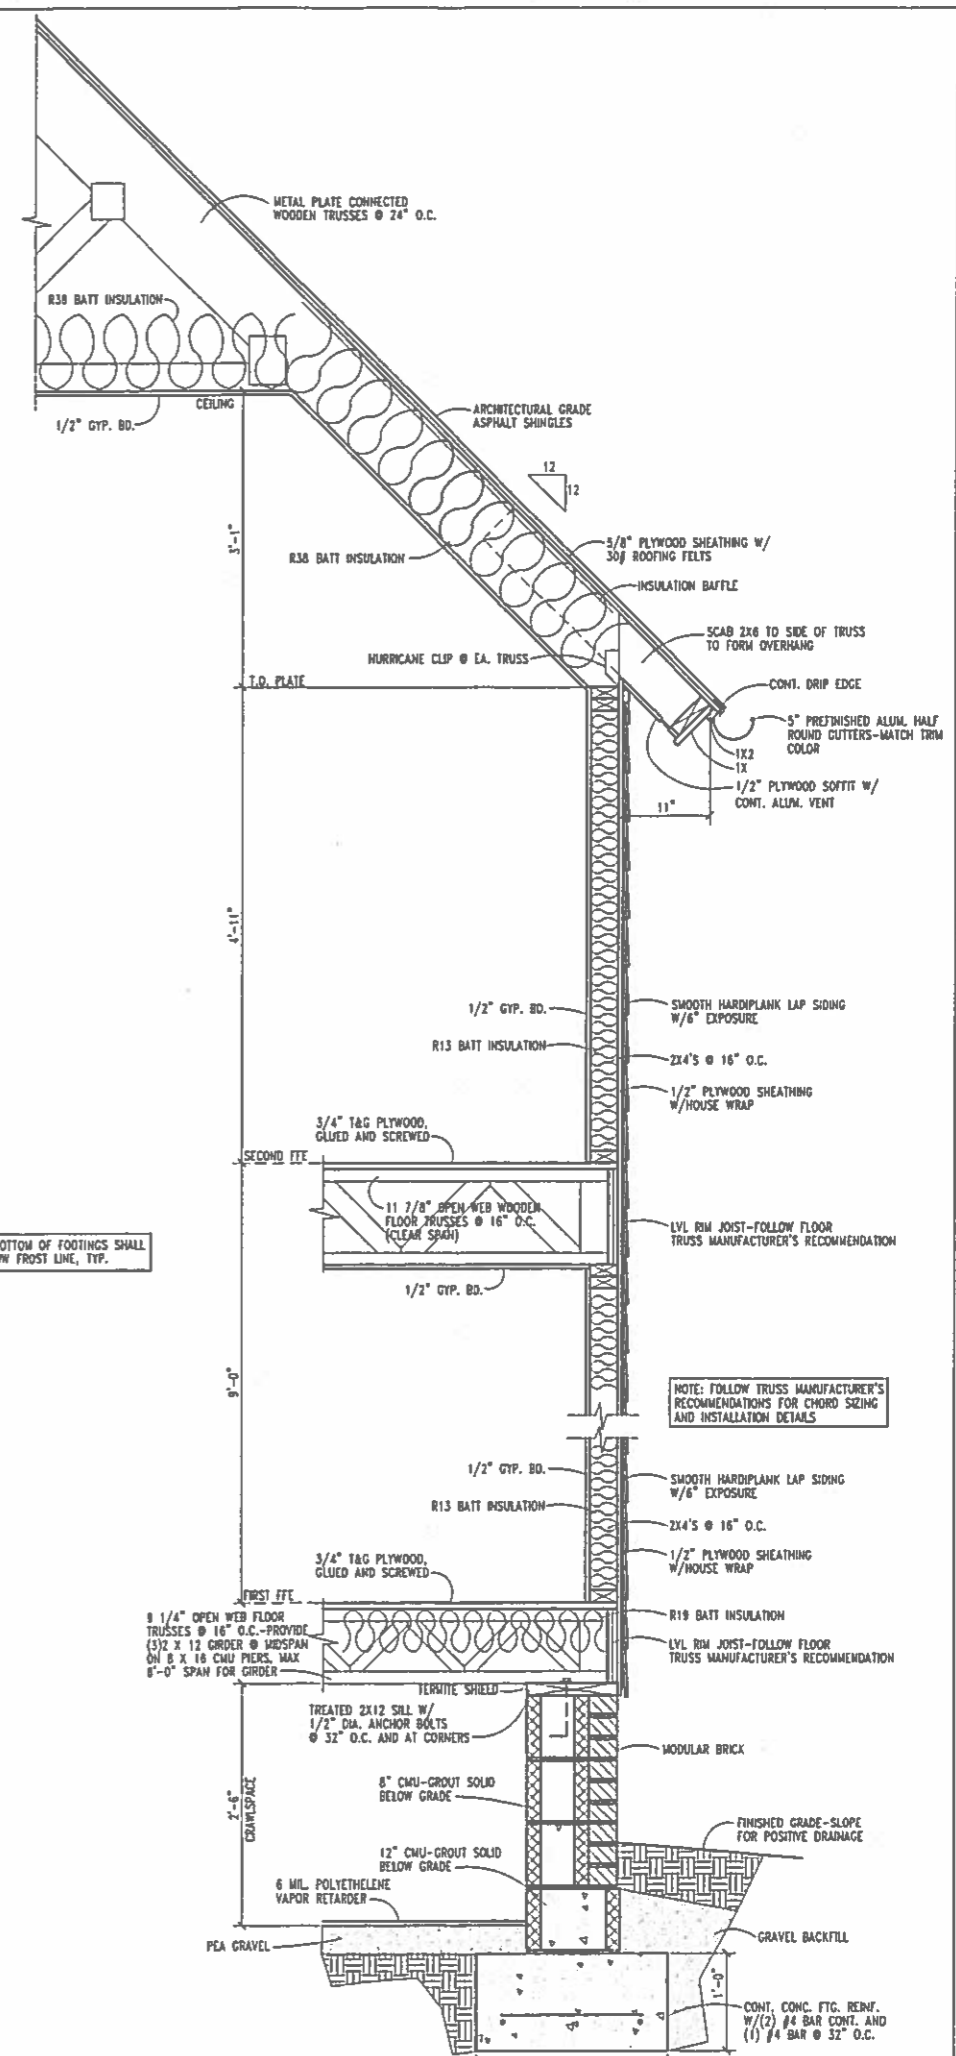 METAL PLATE CONNECTED
WOODEN TRUSSES @ 24" O.C.
R38 BATT INSULATION
CEILING
1/2" GYP. BD.
ARCHITECTURAL GRADE
ASPHALT SHINGLES
12
12
3'-1"
R38 BATT INSULATION
5/8" PLYWOOD SHEATHING W/
30# ROOFING FELTS
INSULATION BAFFLE
SCAB 2X6 TO SIDE OF TRUSS
TO FORM OVERHANG
HURRICANE CLIP @ EA. TRUSS
T.O. PLATE
CONT. DRIP EDGE
5" PREFINISHED ALUM. HALF
ROUND GUTTERS-MATCH TRIM
COLOR
1X2
1X
1/2" PLYWOOD SOFFIT W/
CONT. ALUM. VENT
11"
4'-11"
1/2" GYP. BD.
SMOOTH HARDIPLANK LAP SIDING
W/6" EXPOSURE
R13 BATT INSULATION
2X4'S @ 16" O.C.
1/2" PLYWOOD SHEATHING
W/HOUSE WRAP
3/4" T&G PLYWOOD,
GLUED AND SCREWED
SECOND FFE
11 7/8" OPEN WEB WOODEN
FLOOR TRUSSES @ 16" O.C.
(CLEAR SPAN)
LVL RIM JOIST-FOLLOW FLOOR
TRUSS MANUFACTURER'S RECOMMENDATION
OTTOM OF FOOTINGS SHALL
W FROST LINE, TYP.
1/2" GYP. BD.
9'-0"
NOTE: FOLLOW TRUSS MANUFACTURER'S
RECOMMENDATIONS FOR CHORD SIZING
AND INSTALLATION DETAILS
1/2" GYP. BD.
SMOOTH HARDIPLANK LAP SIDING
W/6" EXPOSURE
R13 BATT INSULATION
2X4'S @ 16" O.C.
1/2" PLYWOOD SHEATHING
W/HOUSE WRAP
3/4" T&G PLYWOOD,
GLUED AND SCREWED
FIRST FFE
9 1/4" OPEN WEB FLOOR
TRUSSES @ 16" O.C.-PROVIDE
(3)2 X 12 GIRDER @ MIDSPAN
ON 8 X 16 CMU PIERS, MAX
8'-0" SPAN FOR GIRDER
R19 BATT INSULATION
LVL RIM JOIST-FOLLOW FLOOR
TRUSS MANUFACTURER'S RECOMMENDATION
TERMITE SHIELD
TREATED 2X12 SILL W/
1/2" DIA. ANCHOR BOLTS
@ 32" O.C. AND AT CORNERS
MODULAR BRICK
2'-6"
CRAWLSPACE
8" CMU-GROUT SOLID
BELOW GRADE
FINISHED GRADE-SLOPE
FOR POSITIVE DRAINAGE
12" CMU-GROUT SOLID
BELOW GRADE
6 MIL. POLYETHELENE
VAPOR RETARDER
PEA GRAVEL
GRAVEL BACKFILL
1'-0"
CONT. CONC. FTG. REINF.
W/(2) #4 BAR CONT. AND
(1) #4 BAR @ 32" O.C.